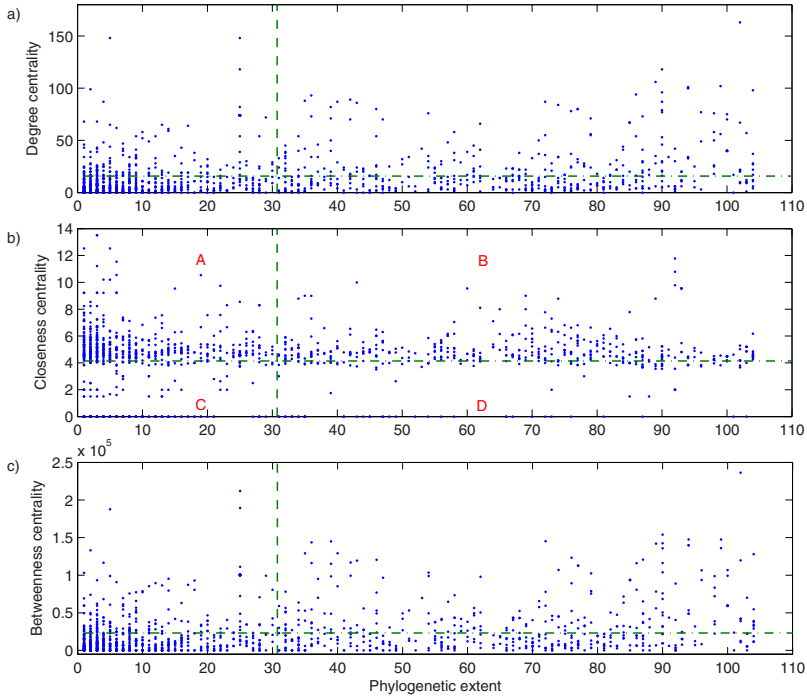 a)
Degree centrality
150
100
50
0
0 10 20 30 40 50 60 70 80 90 100 110
b)
Closeness centrality
14
12
10
8
6
4
2
0
A
B
C
D
0 10 20 30 40 50 60 70 80 90 100 110
c)
Betweenness centrality
x 10^5
2.5
2
1.5
1
0.5
0
0 10 20 30 40 50 60 70 80 90 100 110
Phylogenetic extent